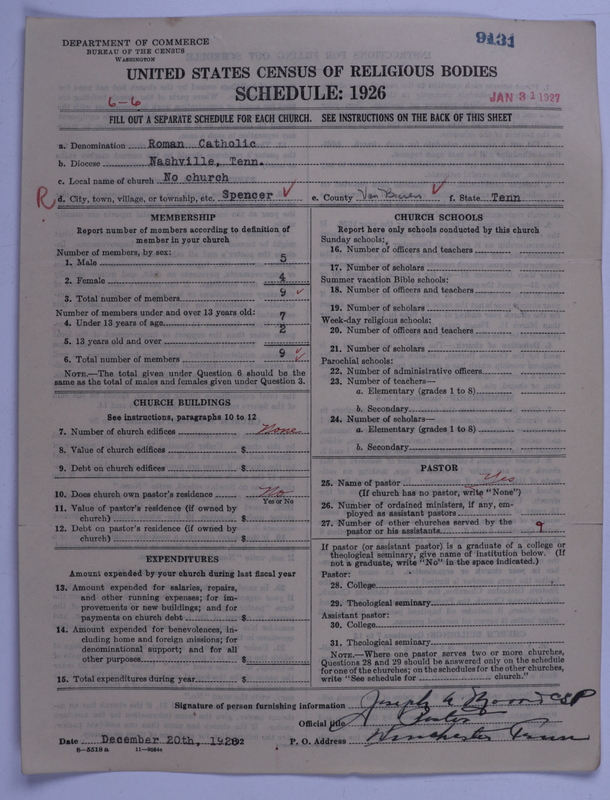 DEPARTMENT OF COMMERCE
BUREAU OF THE CENSUS
WASHINGTON
9131
UNITED STATES CENSUS OF RELIGIOUS BODIES
SCHEDULE: 1926
6-6
JAN 31 1927
FILL OUT A SEPARATE SCHEDULE FOR EACH CHURCH. SEE INSTRUCTIONS ON THE BACK OF THIS SHEET
a. Denomination Roman Catholic
b. Diocese Nashville, Tenn.
c. Local name of church No church
R d. City, town, village, or township, etc. Spencer ✓ e. County Van Buren ✓ f. State Tenn
MEMBERSHIP
Report number of members according to definition of
member in your church
Number of members, by sex:
1. Male 5
2. Female 4
3. Total number of members 9 ✓
Number of members under and over 13 years old:
4. Under 13 years of age 7
5. 13 years old and over 2
6. Total number of members 9 ✓
NOTE.—The total given under Question 6 should be
same as the total of males and females given under Question 3.
CHURCH BUILDINGS
See instructions, paragraphs 10 to 12
7. Number of church edifices None
8. Value of church edifices $
9. Debt on church edifices $
10. Does church own pastor's residence No
Yes or No
11. Value of pastor's residence (if owned by
church) $
12. Debt on pastor's residence (if owned by
church) $
EXPENDITURES
Amount expended by your church during last fiscal year
13. Amount expended for salaries, repairs,
and other running expenses; for im-
provements or new buildings; and for
payments on church debt $
14. Amount expended for benevolences, in-
cluding home and foreign missions; for
denominational support; and for all
other purposes $
15. Total expenditures during year $
CHURCH SCHOOLS
Report here only schools conducted by this church
Sunday schools:
16. Number of officers and teachers
17. Number of scholars
Summer vacation Bible schools:
18. Number of officers and teachers
19. Number of scholars
Week-day religious schools:
20. Number of officers and teachers
21. Number of scholars
Parochial schools:
22. Number of administrative officers
23. Number of teachers—
a. Elementary (grades 1 to 8)
b. Secondary
24. Number of scholars—
a. Elementary (grades 1 to 8)
b. Secondary
PASTOR
25. Name of pastor Yes
(If church has no pastor, write "None")
26. Number of ordained ministers, if any, em-
ployed as assistant pastors
27. Number of other churches served by the
pastor or his assistants 9
If pastor (or assistant pastor) is a graduate of a college or
theological seminary, give name of institution below. (If
not a graduate, write "No" in the space indicated.)
Pastor:
28. College
29. Theological seminary
Assistant pastor:
30. College
31. Theological seminary
NOTE.—Where one pastor serves two or more churches,
Questions 28 and 29 should be answered only on the schedule
for one of the churches; on the schedules for the other churches,
write "See schedule for church."
Signature of person furnishing information Joseph A CSP
Official title Pastor
Date December 20th, 1926 P. O. Address Winchester Tenn
8-5519a